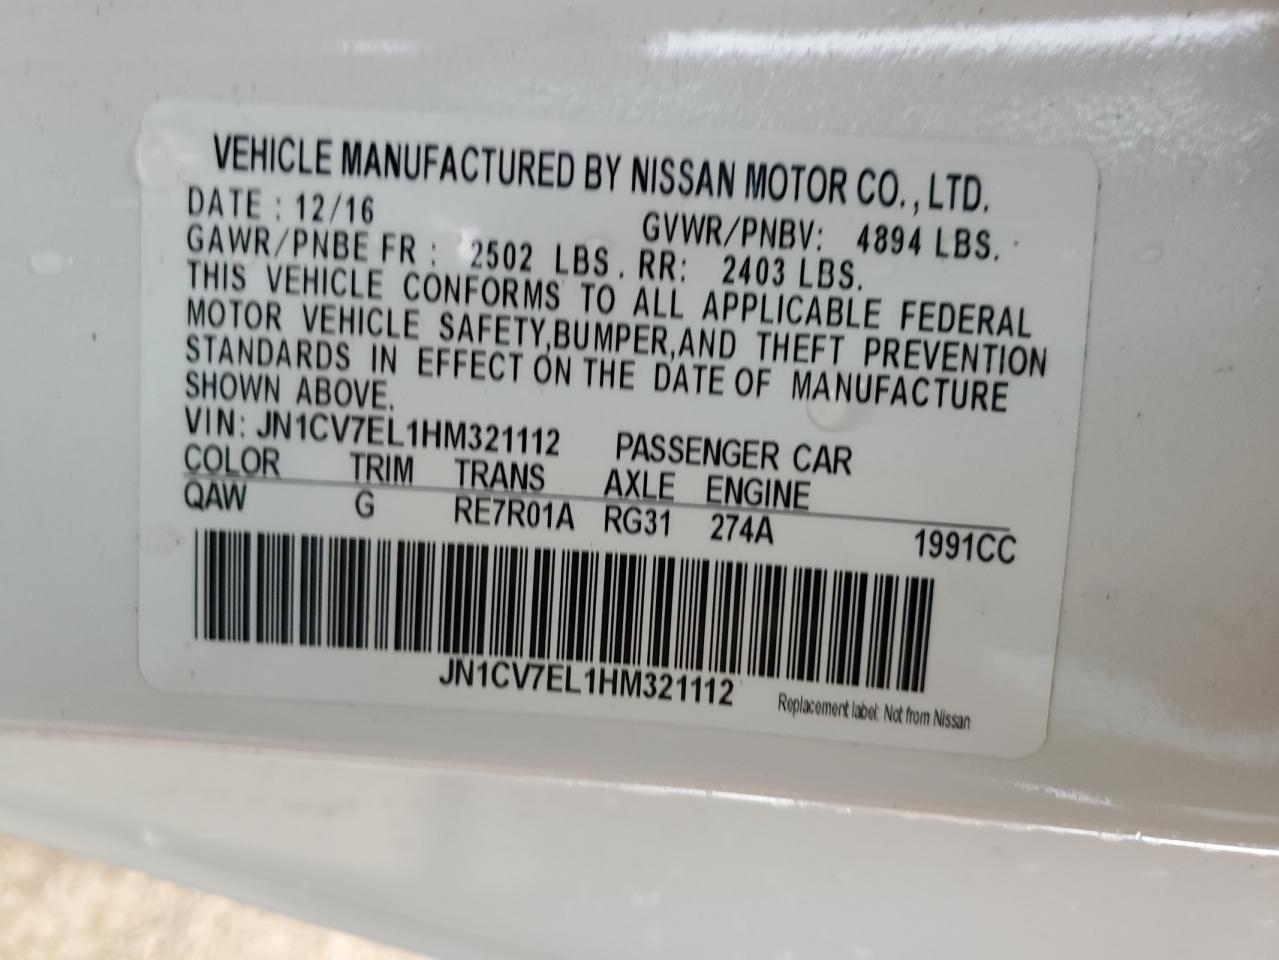 VEHICLE MANUFACTURED BY NISSAN MOTOR CO., LTD.
DATE : 12/16 GVWR/PNBV: 4894 LBS.
GAWR/PNBE FR : 2502 LBS. RR: 2403 LBS.
THIS VEHICLE CONFORMS TO ALL APPLICABLE FEDERAL
MOTOR VEHICLE SAFETY,BUMPER,AND THEFT PREVENTION
STANDARDS IN EFFECT ON THE DATE OF MANUFACTURE
SHOWN ABOVE.
VIN: JN1CV7EL1HM321112 PASSENGER CAR
COLOR TRIM TRANS AXLE ENGINE
QAW G RE7R01A RG31 274A 1991CC
JN1CV7EL1HM321112
Replacement label: Not from Nissan